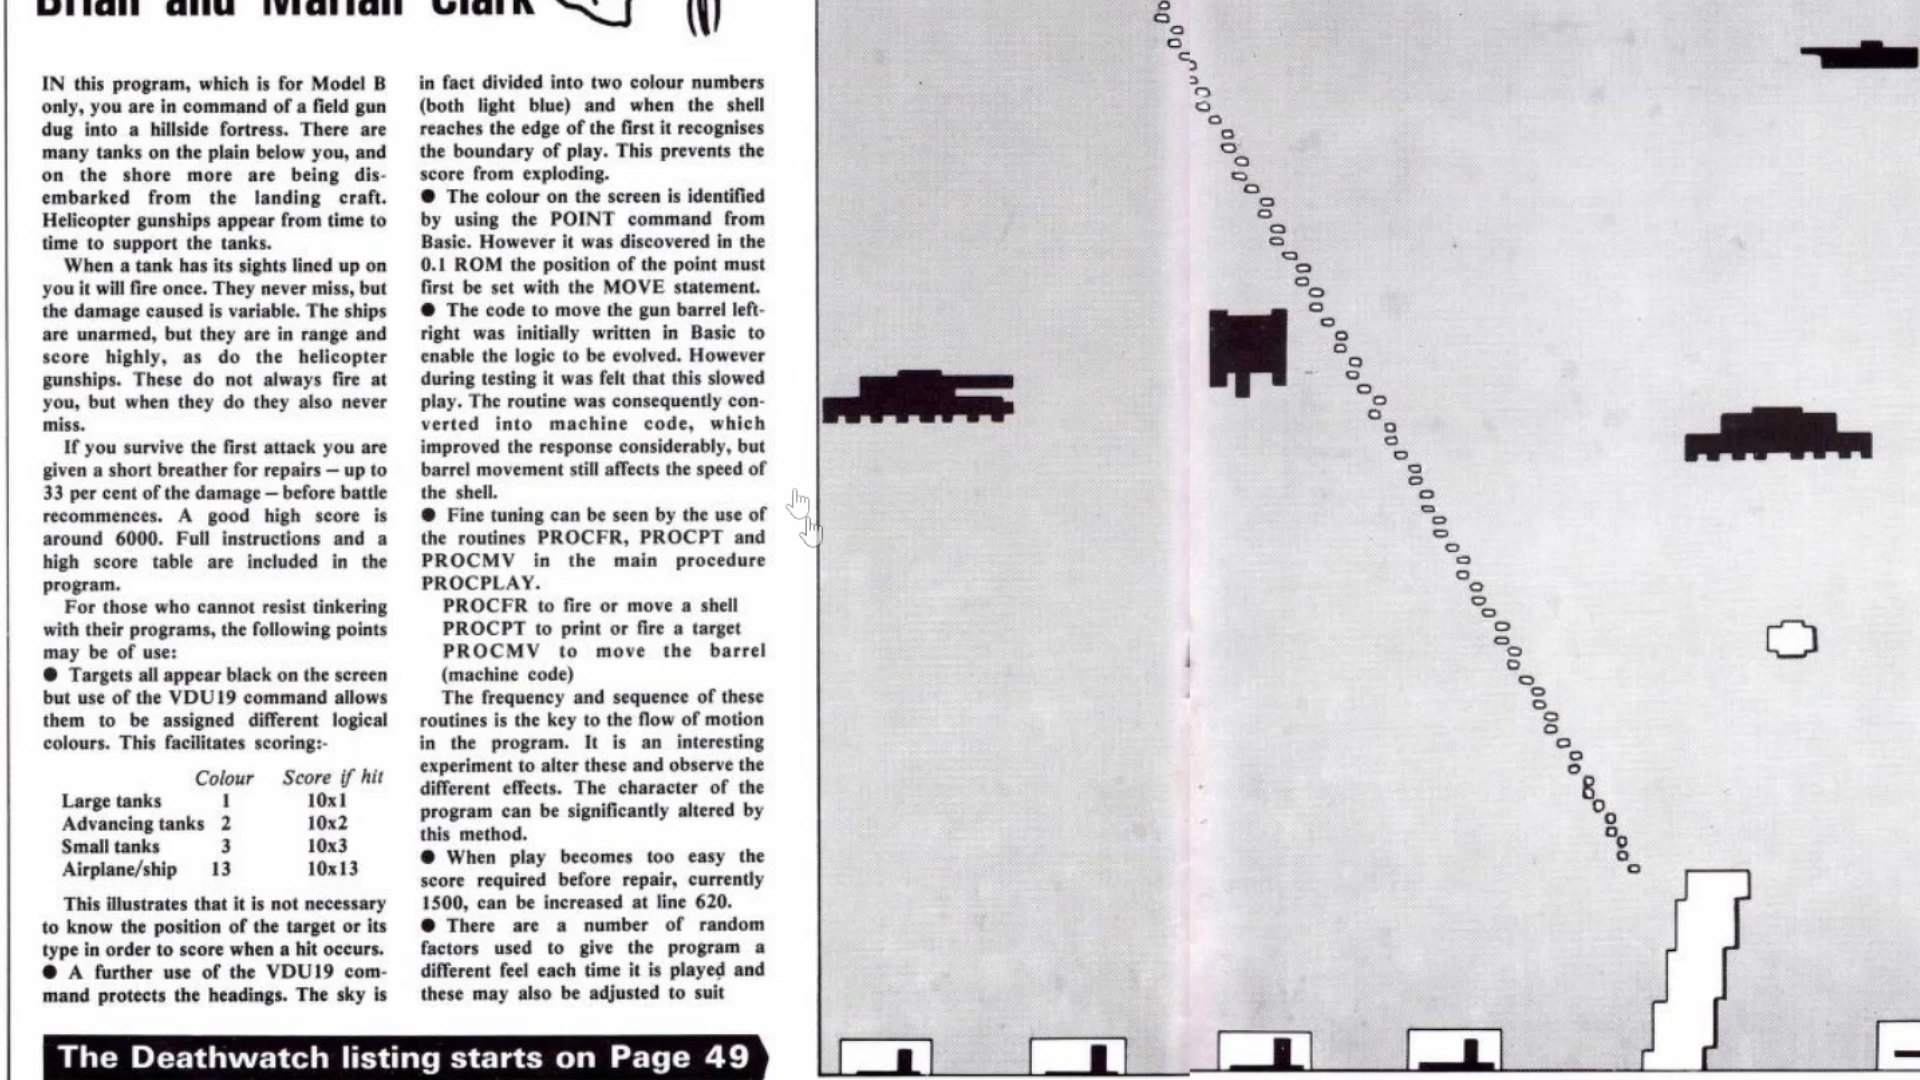 Brian and Marian Clark
IN this program, which is for Model B
only, you are in command of a field gun
dug into a hillside fortress. There are
many tanks on the plain below you, and
on the shore more are being dis-
embarked from the landing craft.
Helicopter gunships appear from time to
time to support the tanks.
When a tank has its sights lined up on
you it will fire once. They never miss, but
the damage caused is variable. The ships
are unarmed, but they are in range and
score highly, as do the helicopter
gunships. These do not always fire at
you, but when they do they also never
miss.
If you survive the first attack you are
given a short breather for repairs – up to
33 per cent of the damage – before battle
recommences. A good high score is
around 6000. Full instructions and a
high score table are included in the
program.
For those who cannot resist tinkering
with their programs, the following points
may be of use:
● Targets all appear black on the screen
but use of the VDU19 command allows
them to be assigned different logical
colours. This facilitates scoring:-
Colour Score if hit
Large tanks 1 10x1
Advancing tanks 2 10x2
Small tanks 3 10x3
Airplane/ship 13 10x13
This illustrates that it is not necessary
to know the position of the target or its
type in order to score when a hit occurs.
● A further use of the VDU19 com-
mand protects the headings. The sky is
in fact divided into two colour numbers
(both light blue) and when the shell
reaches the edge of the first it recognises
the boundary of play. This prevents the
score from exploding.
● The colour on the screen is identified
by using the POINT command from
Basic. However it was discovered in the
0.1 ROM the position of the point must
first be set with the MOVE statement.
● The code to move the gun barrel left-
right was initially written in Basic to
enable the logic to be evolved. However
during testing it was felt that this slowed
play. The routine was consequently con-
verted into machine code, which
improved the response considerably, but
barrel movement still affects the speed of
the shell.
● Fine tuning can be seen by the use of
the routines PROCFR, PROCPT and
PROCMV in the main procedure
PROCPLAY.
PROCFR to fire or move a shell
PROCPT to print or fire a target
PROCMV to move the barrel
(machine code)
The frequency and sequence of these
routines is the key to the flow of motion
in the program. It is an interesting
experiment to alter these and observe the
different effects. The character of the
program can be significantly altered by
this method.
● When play becomes too easy the
score required before repair, currently
1500, can be increased at line 620.
● There are a number of random
factors used to give the program a
different feel each time it is played and
these may also be adjusted to suit
The Deathwatch listing starts on Page 49